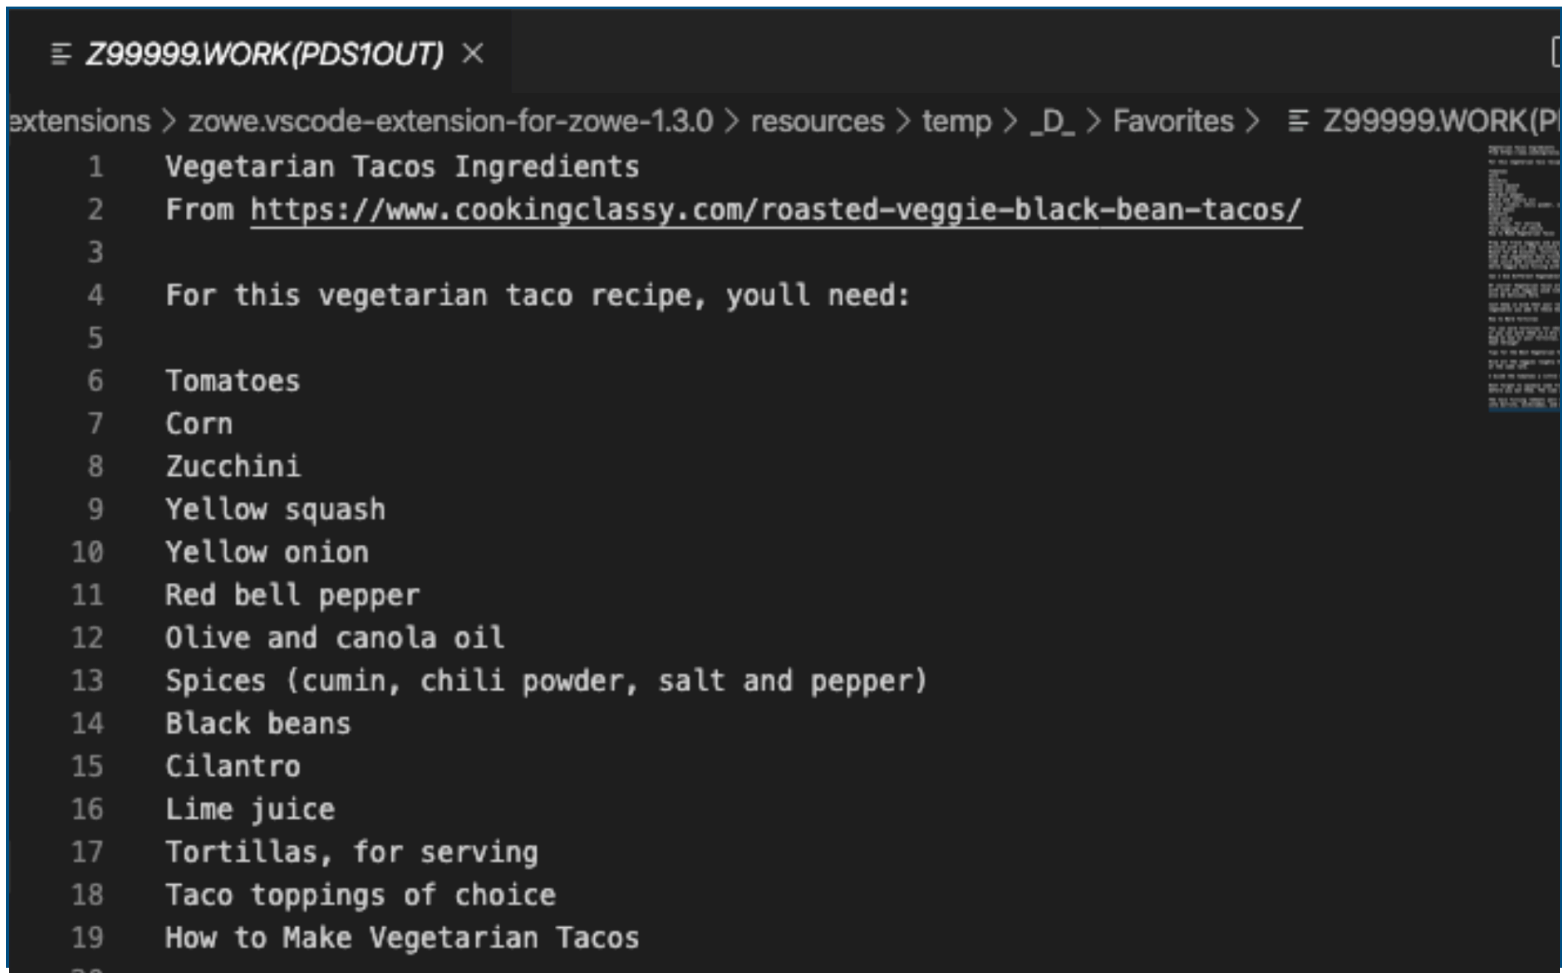 Z99999.WORK(PDS1OUT)
extensions > zowe.vscode-extension-for-zowe-1.3.0 > resources > temp > _D_ > Favorites > Z99999.WORK(P
1 Vegetarian Tacos Ingredients
2 From https://www.cookingclassy.com/roasted-veggie-black-bean-tacos/
3
4 For this vegetarian taco recipe, youll need:
5
6 Tomatoes
7 Corn
8 Zucchini
9 Yellow squash
10 Yellow onion
11 Red bell pepper
12 Olive and canola oil
13 Spices (cumin, chili powder, salt and pepper)
14 Black beans
15 Cilantro
16 Lime juice
17 Tortillas, for serving
18 Taco toppings of choice
19 How to Make Vegetarian Tacos